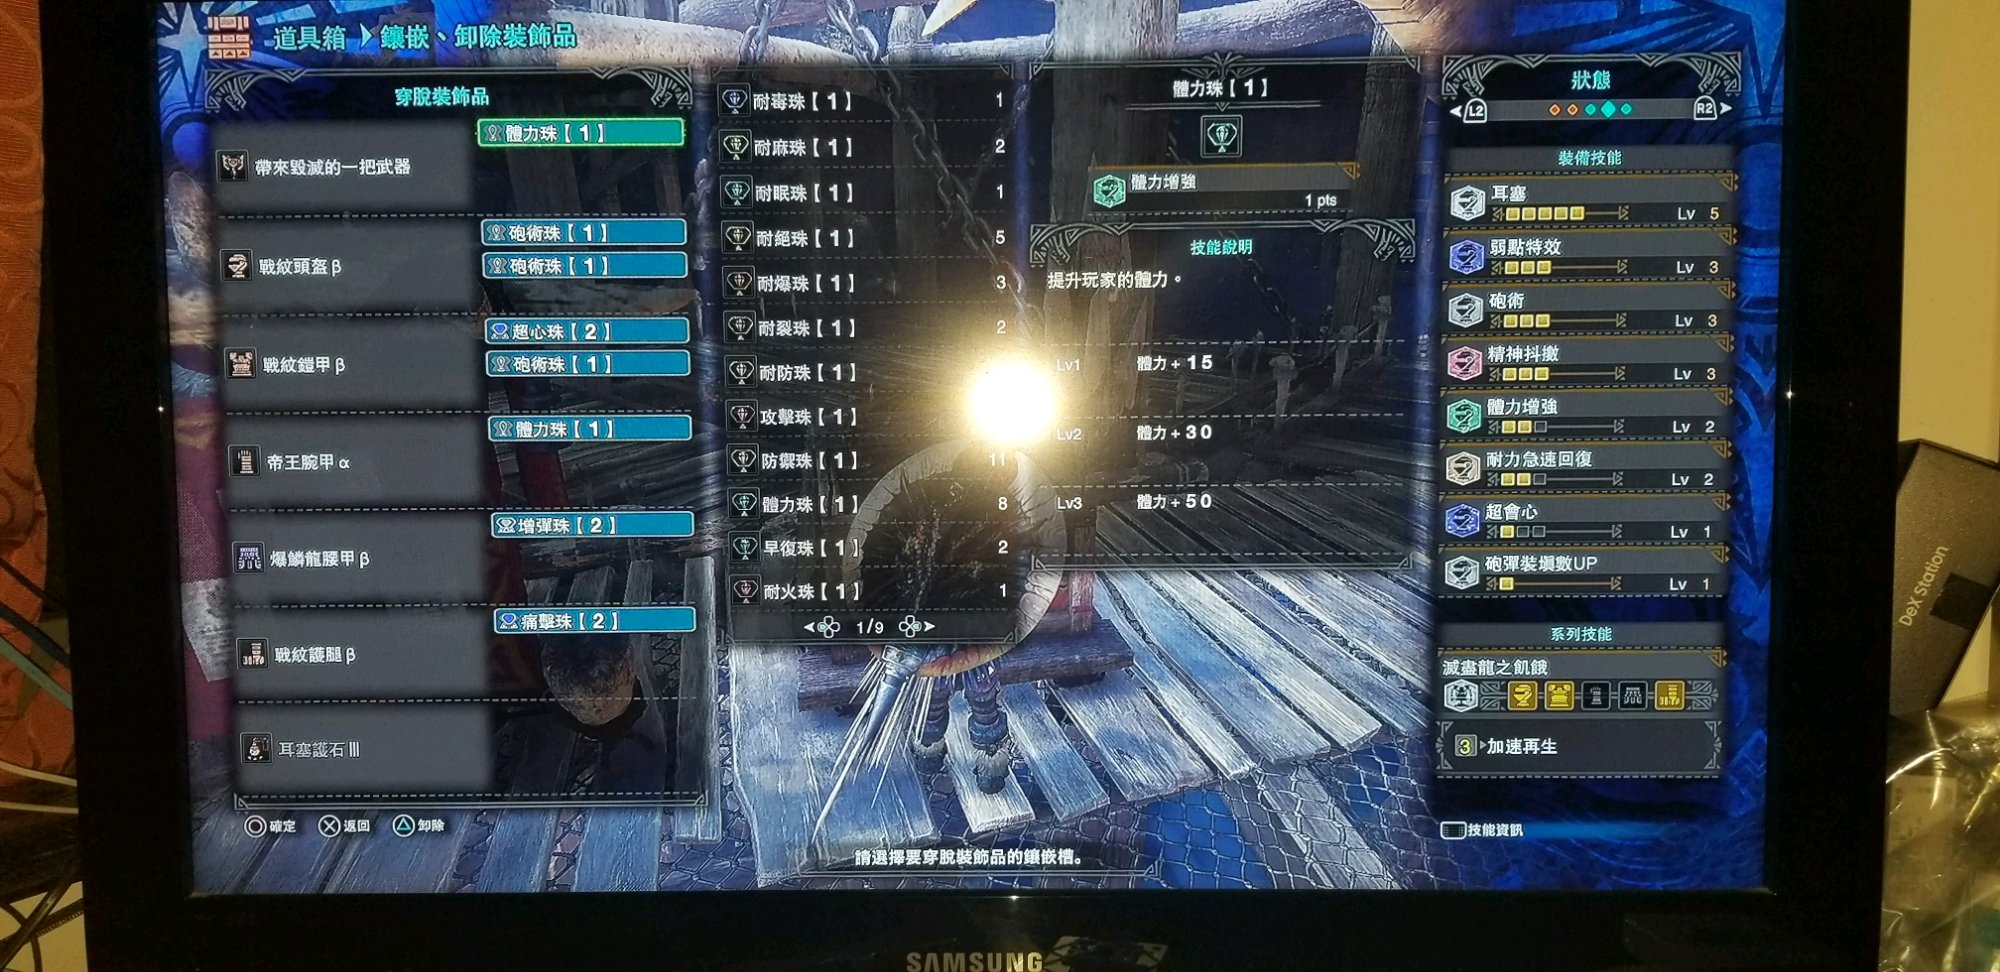 道具箱 鑲嵌、卸除裝飾品
穿脫裝飾品
體力珠【1】
帶來毀滅的一把武器
砲術珠【1】
戰紋頭盔β
砲術珠【1】
超心珠【2】
戰紋鎧甲β
砲術珠【1】
體力珠【1】
帝王腕甲α
增彈珠【2】
爆鱗龍腰甲β
痛擊珠【2】
戰紋護腿β
耳塞護石III
確定 返回 卸除
耐毒珠【1】 1
耐麻珠【1】 2
耐眠珠【1】 1
耐絕珠【1】 5
耐爆珠【1】 3
耐裂珠【1】 2
耐防珠【1】
攻擊珠【1】
防禦珠【1】 11
體力珠【1】 8
早復珠【1】 2
耐火珠【1】 1
1/9
體力珠【1】
體力增強
1 pts
技能說明
提升玩家的體力。
Lv1 體力+15
Lv2 體力+30
Lv3 體力+50
請選擇要穿脫裝飾品的鑲嵌槽。
狀態
L2 R2
裝備技能
耳塞
Lv 5
弱點特效
Lv 3
砲術
Lv 3
精神抖擻
Lv 3
體力增強
Lv 2
耐力急速回復
Lv 2
超會心
Lv 1
砲彈裝填數UP
Lv 1
系列技能
滅盡龍之飢餓
3 加速再生
技能資訊
SAMSUNG
DeX Station